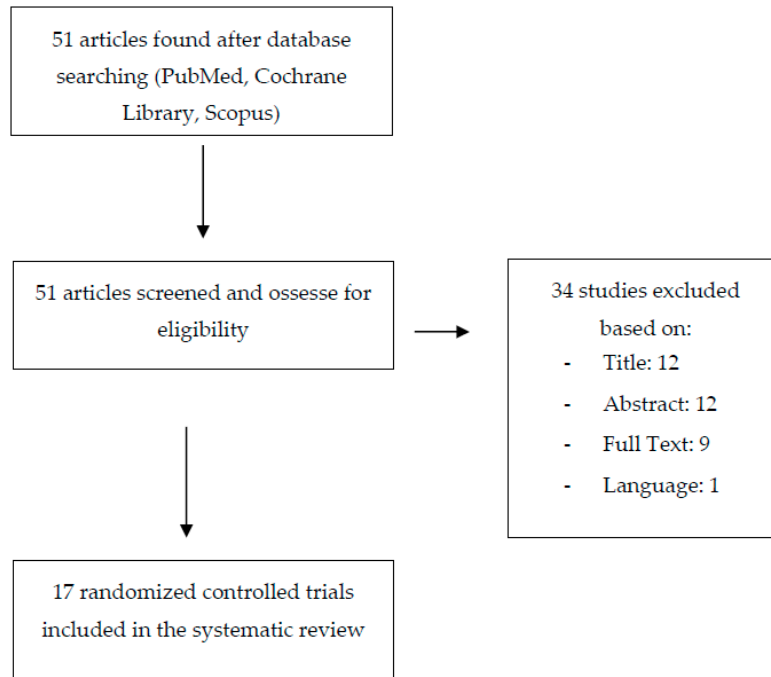 51 articles found after database
searching (PubMed, Cochrane
Library, Scopus)
51 articles screened and ossesse for
eligibility
34 studies excluded
based on:
- Title: 12
- Abstract: 12
- Full Text: 9
- Language: 1
17 randomized controlled trials
included in the systematic review